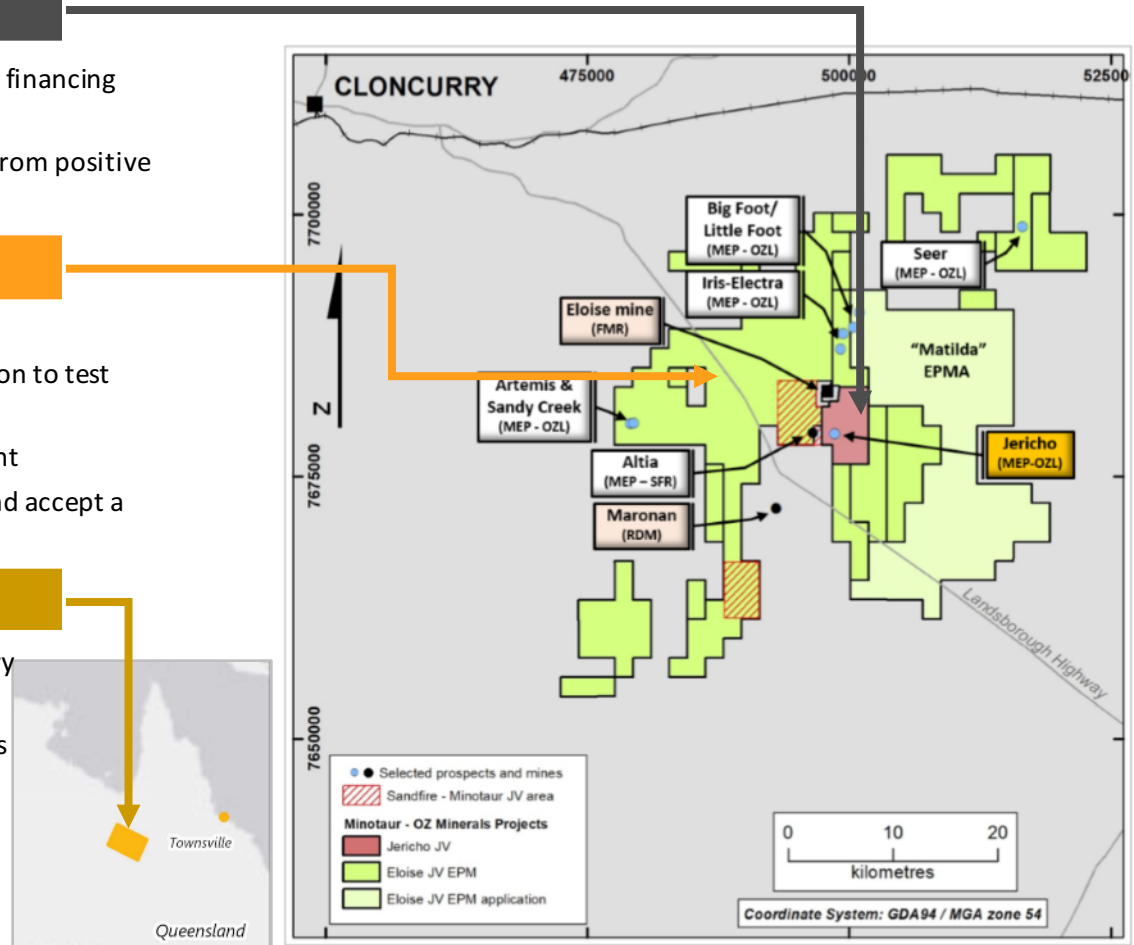 financing
rom positive
on to test
nt
nd accept a
ry
s
Townsville
Queensland
475000
500000
52500
CLONCURRY
7700000
7675000
7650000
N
Big Foot/
Little Foot
(MEP - OZL)
Seer
(MEP - OZL)
Iris-Electra
(MEP - OZL)
Eloise mine
(FMR)
"Matilda"
EPMA
Artemis &
Sandy Creek
(MEP - OZL)
Altia
(MEP – SFR)
Jericho
(MEP-OZL)
Maronan
(RDM)
Landsborough Highway
Selected prospects and mines
Sandfire - Minotaur JV area
Minotaur - OZ Minerals Projects
Jericho JV
Eloise JV EPM
Eloise JV EPM application
0 10 20
kilometres
Coordinate System: GDA94 / MGA zone 54